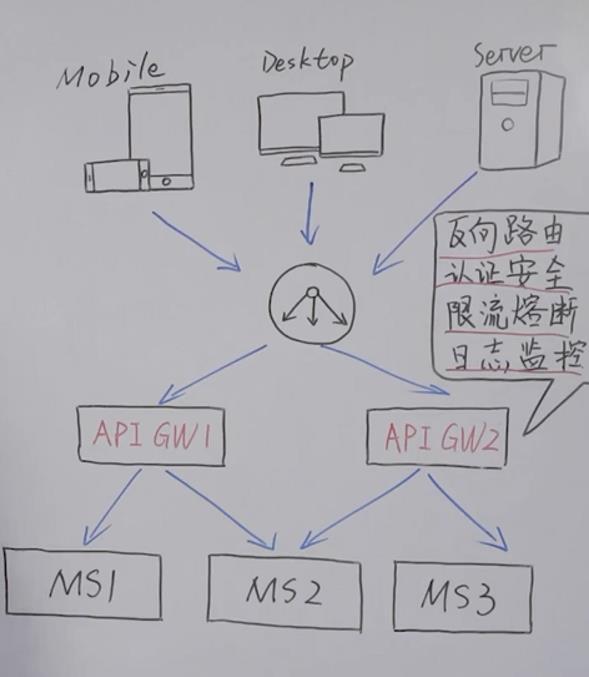 Mobile
Desktop
Server
反向路由
认证安全
限流熔断
日志监控
API GW1
API GW2
MS1
MS2
MS3